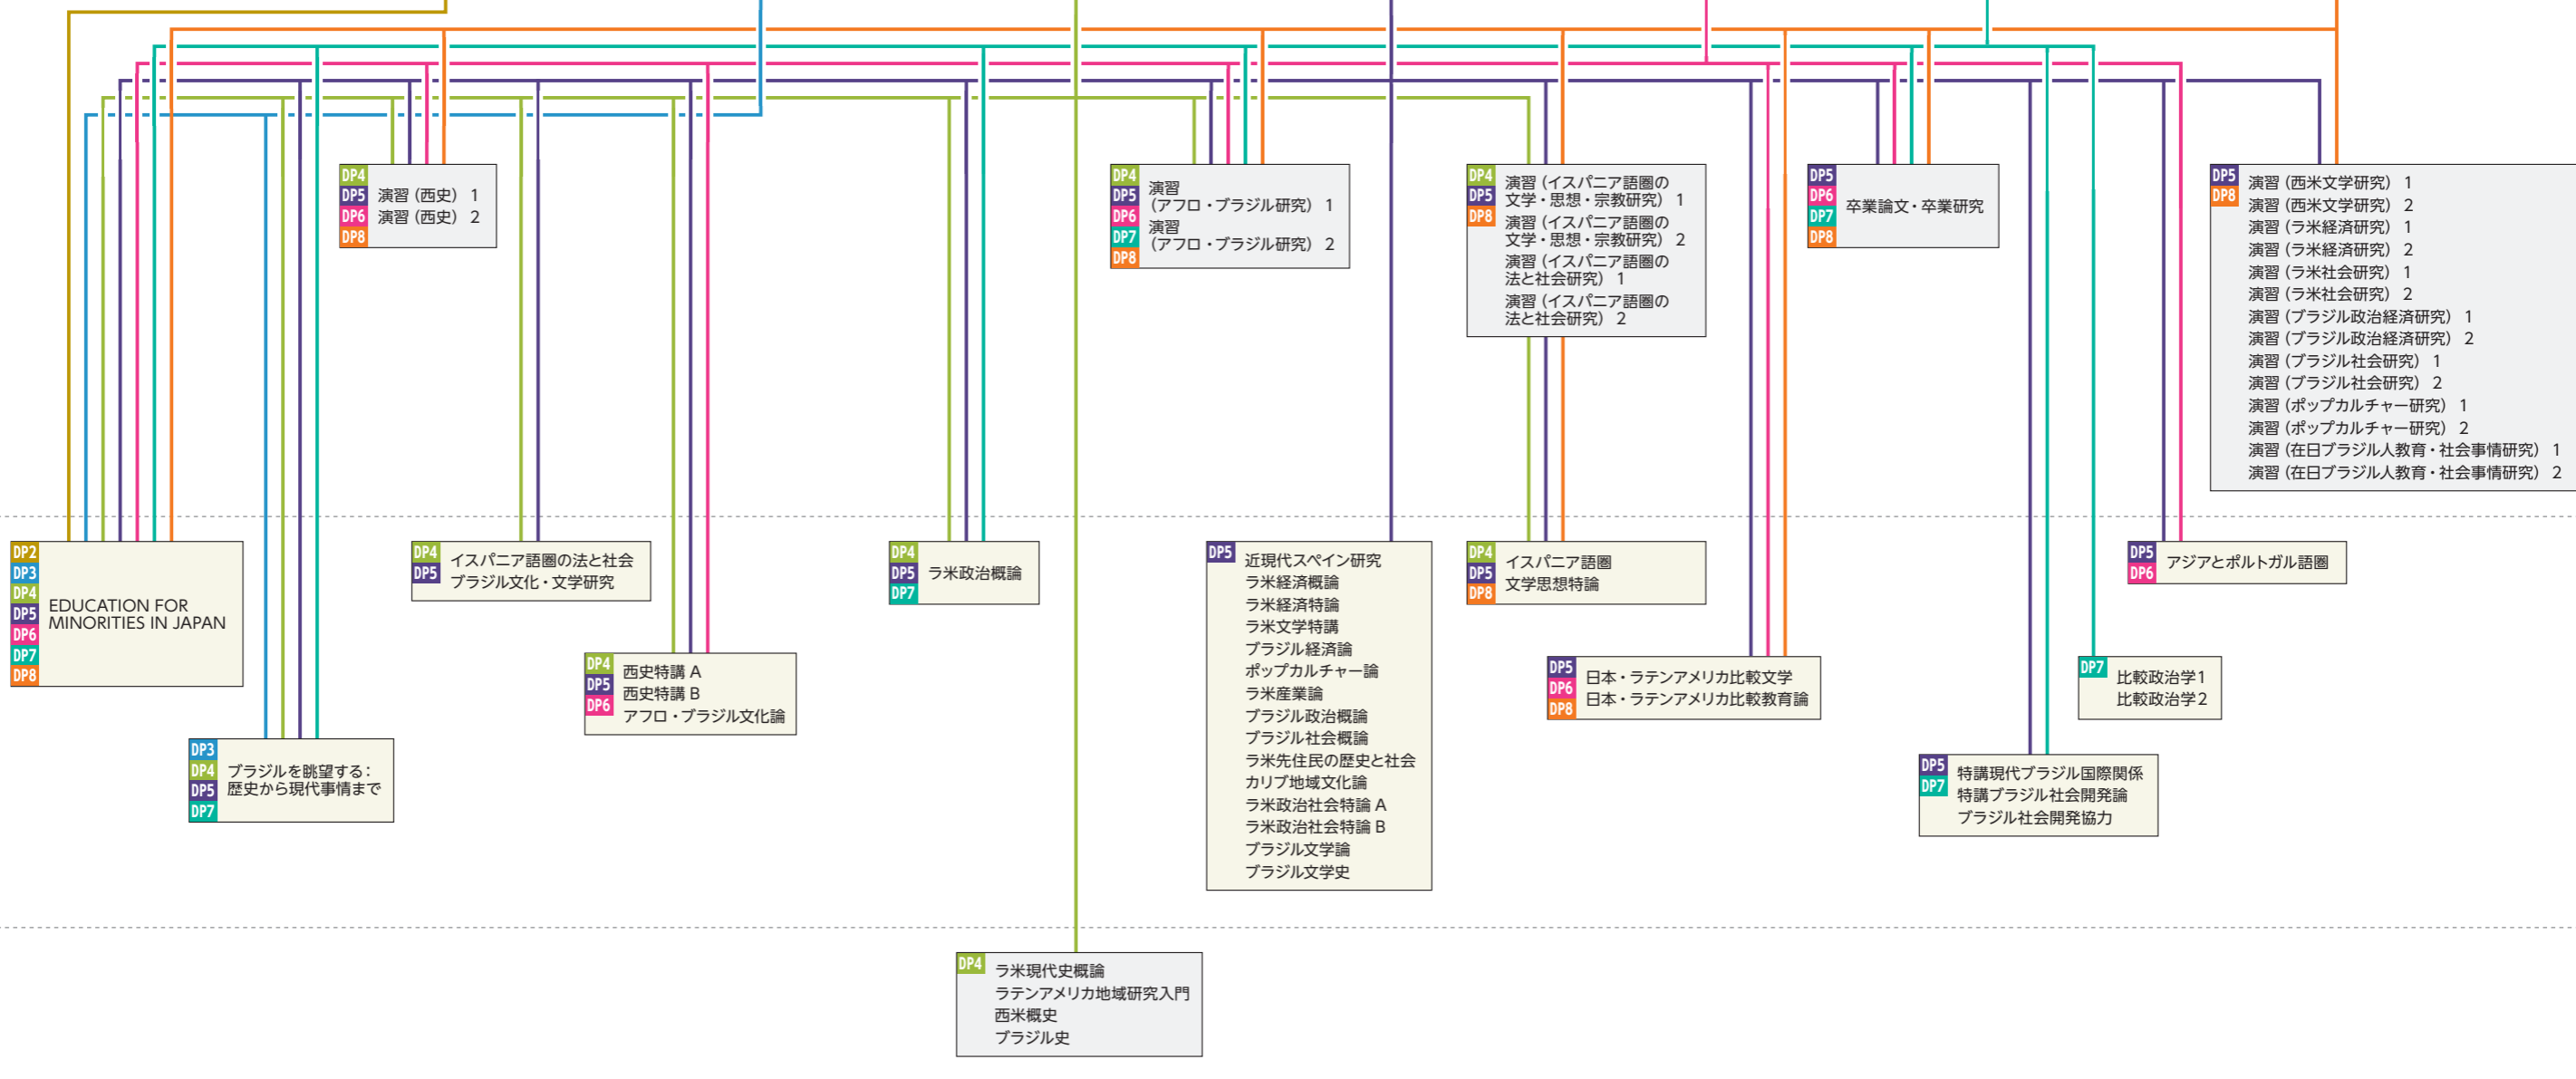 DP4
DP5
DP6
DP8
演習（西史） 1
演習（西史） 2
DP4
DP5
DP6
DP7
DP8
演習
（アフロ・ブラジル研究） 1
演習
（アフロ・ブラジル研究） 2
DP4
DP5
DP8
演習（イスパニア語圏の
文学・思想・宗教研究） 1
演習（イスパニア語圏の
文学・思想・宗教研究） 2
演習（イスパニア語圏の
法と社会研究） 1
演習（イスパニア語圏の
法と社会研究） 2
DP5
DP6
DP7
DP8
卒業論文・卒業研究
DP5
DP8
演習（西米文学研究） 1
演習（西米文学研究） 2
演習（ラ米経済研究） 1
演習（ラ米経済研究） 2
演習（ラ米社会研究） 1
演習（ラ米社会研究） 2
演習（ブラジル政治経済研究） 1
演習（ブラジル政治経済研究） 2
演習（ブラジル社会研究） 1
演習（ブラジル社会研究） 2
演習（ポップカルチャー研究） 1
演習（ポップカルチャー研究） 2
演習（在日ブラジル人教育・社会事情研究） 1
演習（在日ブラジル人教育・社会事情研究） 2
DP2
DP3
DP4
DP5
DP6
DP7
DP8
EDUCATION FOR
MINORITIES IN JAPAN
DP4
DP5
イスパニア語圏の法と社会
ブラジル文化・文学研究
DP4
DP5
DP7
ラ米政治概論
DP5
近現代スペイン研究
ラ米経済概論
ラ米経済特論
ラ米文学特講
ブラジル経済論
ポップカルチャー論
ラ米産業論
ブラジル政治概論
ブラジル社会概論
ラ米先住民の歴史と社会
カリブ地域文化論
ラ米政治社会特論 A
ラ米政治社会特論 B
ブラジル文学論
ブラジル文学史
DP4
DP5
DP8
イスパニア語圏
文学思想特論
DP5
DP6
アジアとポルトガル語圏
DP4
DP5
DP6
西史特講 A
西史特講 B
アフロ・ブラジル文化論
DP5
DP6
DP8
日本・ラテンアメリカ比較文学
日本・ラテンアメリカ比較教育論
DP7
比較政治学1
比較政治学2
DP3
DP4
DP5
DP7
ブラジルを眺望する：
歴史から現代事情まで
DP5
DP7
特講現代ブラジル国際関係
特講ブラジル社会開発論
ブラジル社会開発協力
DP4
ラ米現代史概論
ラテンアメリカ地域研究入門
西米概史
ブラジル史